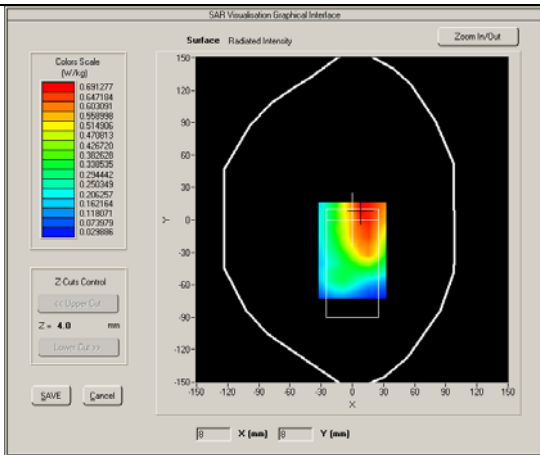 SAR Visualisation Graphical Interface
Surface Radiated Intensity
Zoom In/Out
Colors Scale
(W/kg)
0.691277
0.647184
0.603091
0.558998
0.514906
0.470813
0.426720
0.382628
0.338535
0.294442
0.250349
0.206257
0.162164
0.118071
0.073979
0.029886
Z Cuts Control
<< Upper Cut
Z = 4.0 mm
Lower Cut >>
SAVE Cancel
150-
120-
90-
60-
30-
0-
-30-
-60-
-90-
-120-
-150-
Y
-150 -120 -90 -60 -30 0 30 60 90 120 150
X
8 X (mm) 8 Y (mm)